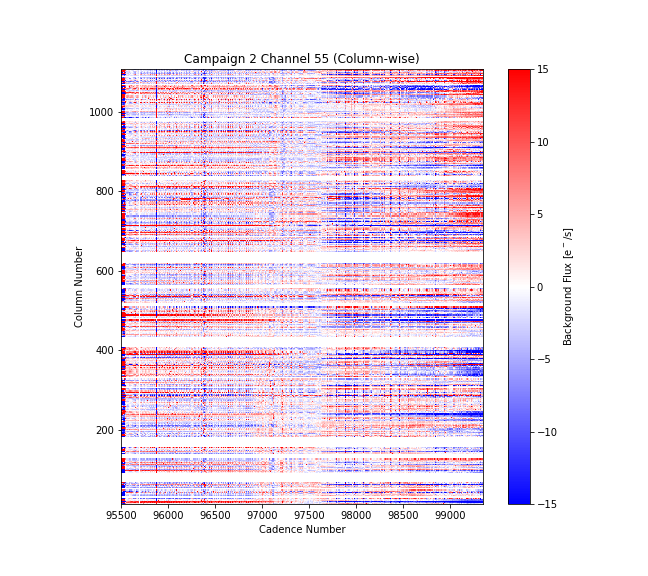 Campaign 2 Channel 55 (Column-wise)
1000
800
600
400
200
Column Number
95500 96000 96500 97000 97500 98000 98500 99000
Cadence Number
15
10
5
0
−5
−10
−15
Background Flux [e⁻/s]